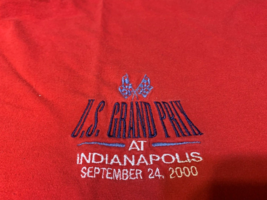 U.S. GRAND PRIX
AT
INDIANAPOLIS
SEPTEMBER 24, 2000